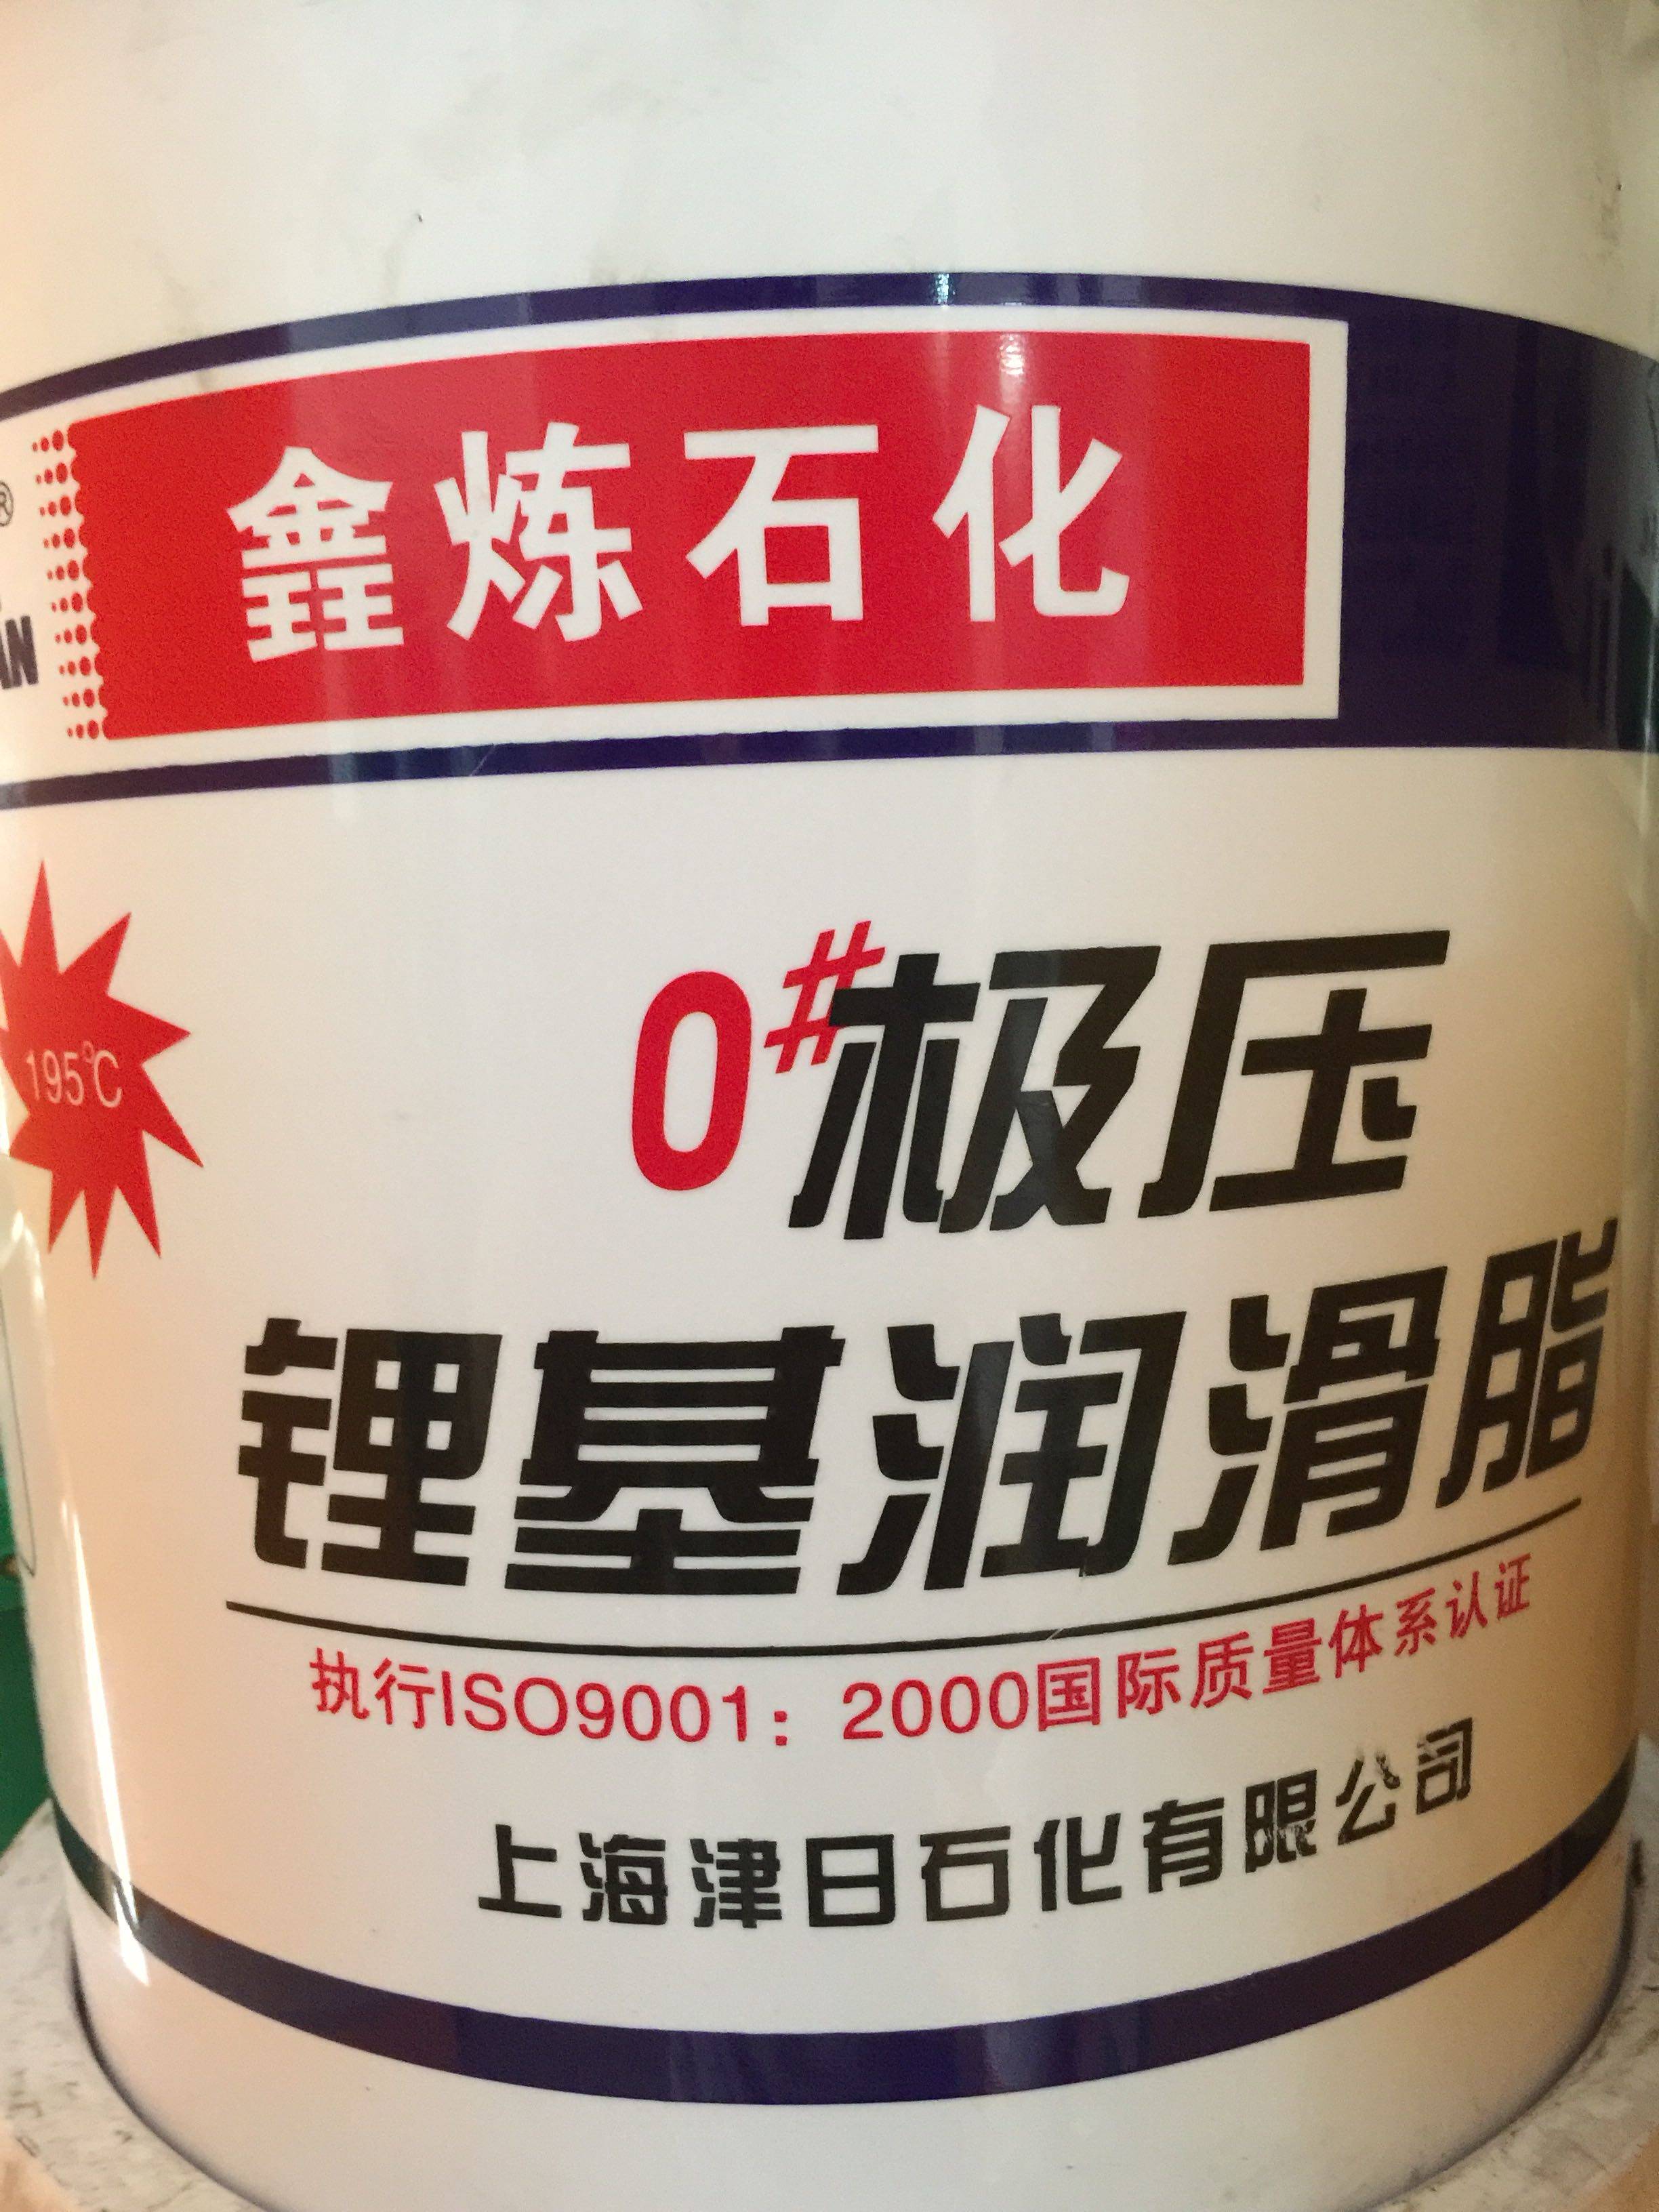 鑫炼石化
®
AN
195℃
0#极压
锂基润滑脂
执行ISO9001：2000国际质量体系认证
上海津日石化有限公司